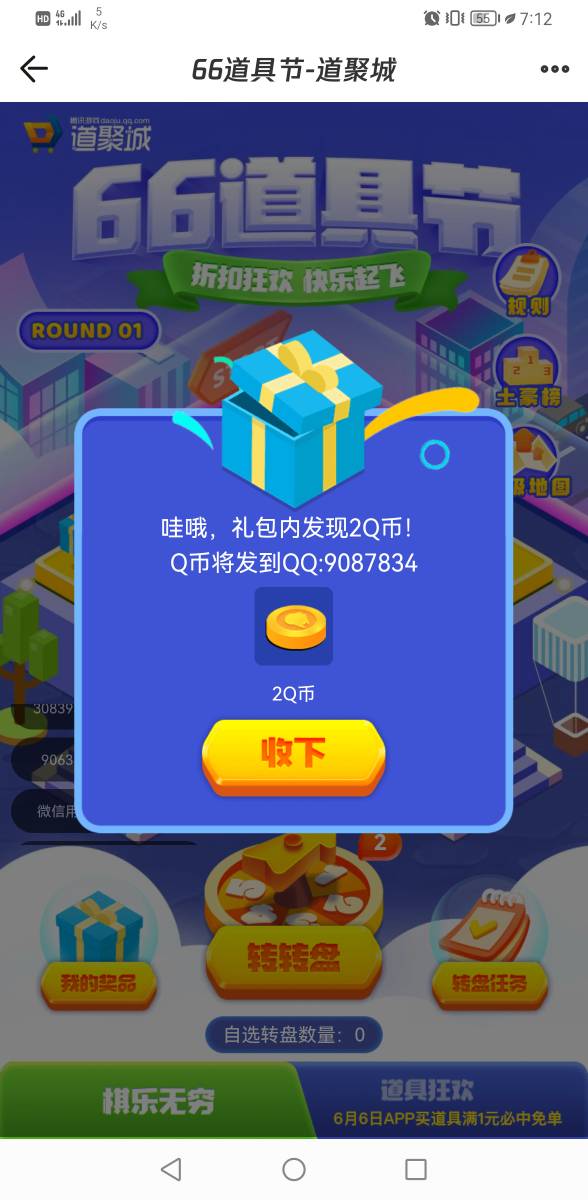 HD 4G 5 K/s 55 7:12
66道具节-道聚城
腾讯游戏daoju.qq.com
道聚城
66道具节
折扣狂欢 快乐起飞
规则
ROUND 01
土豪榜
级地图
哇哦，礼包内发现2Q币!
Q币将发到QQ:9087834
2Q币
30839
9063
收下
微信用
2
转转盘
我的奖品
转盘任务
自选转盘数量：0
棋乐无穷
道具狂欢
6月6日APP买道具满1元必中免单